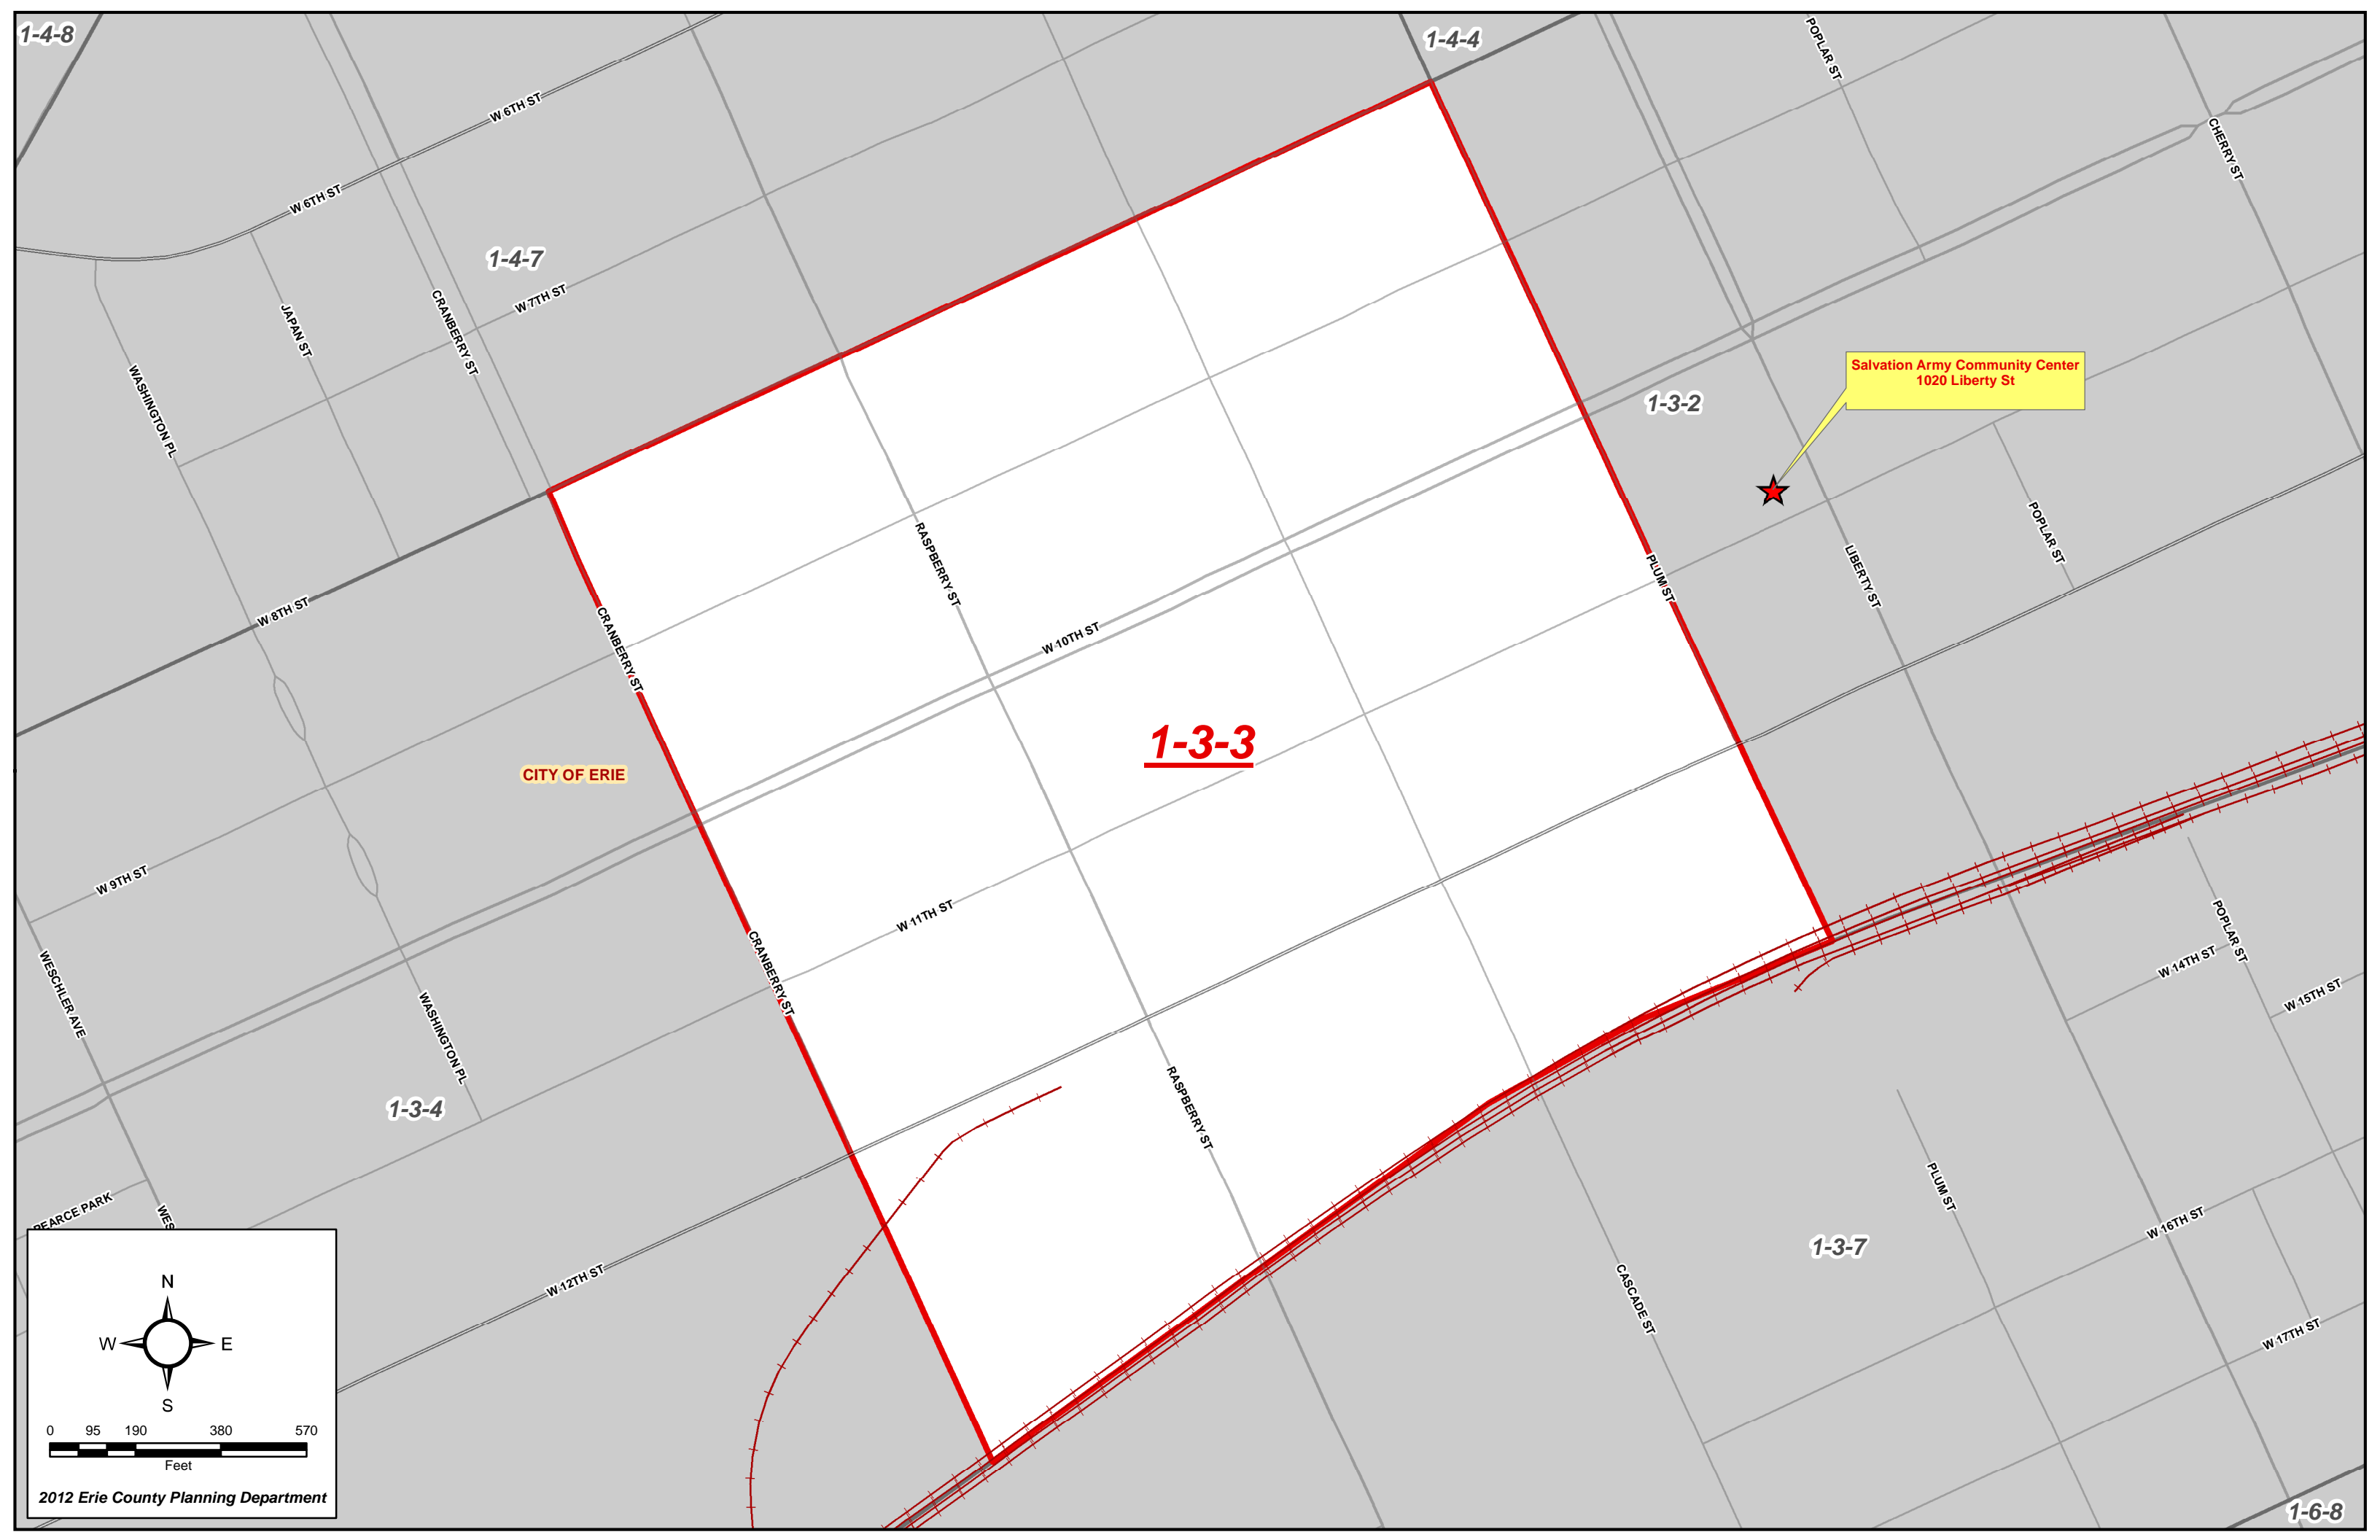 1-4-8
1-4-4
POPLAR ST
W 6TH ST
CHERRY ST
W 6TH ST
1-4-7
W 7TH ST
CRANBERRY ST
JAPAN ST
WASHINGTON PL
Salvation Army Community Center
1020 Liberty St
1-3-2
RASPBERRY ST
PLUM ST
LIBERTY ST
POPLAR ST
W 8TH ST
CRANBERRY ST
W 10TH ST
1-3-3
CITY OF ERIE
W 9TH ST
W 11TH ST
CRANBERRY ST
WESCHLER AVE
WASHINGTON PL
POPLAR ST
W 14TH ST
W 15TH ST
1-3-4
RASPBERRY ST
PEARCE PARK
WES
PLUM ST
W 16TH ST
1-3-7
W 12TH ST
CASCADE ST
W 17TH ST
N
W E
S
0 95 190 380 570
Feet
2012 Erie County Planning Department
1-6-8